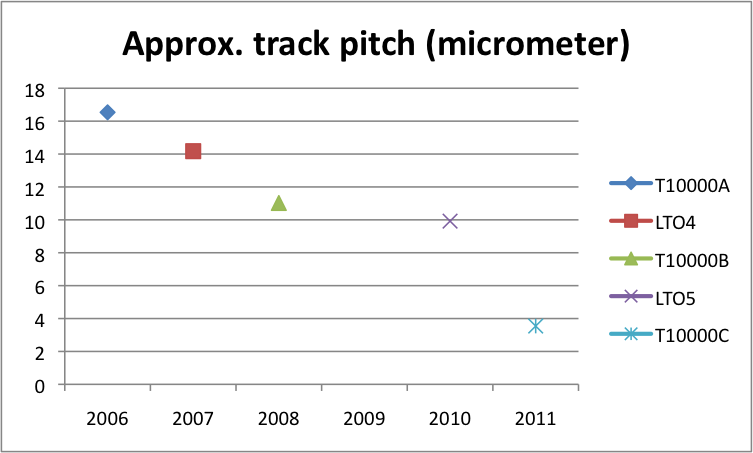 Approx. track pitch (micrometer)
18
16
14
12
10
8
6
4
2
0
2006 2007 2008 2009 2010 2011
T10000A
LTO4
T10000B
LTO5
T10000C